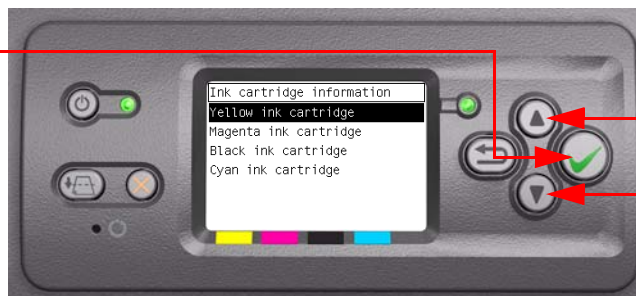 Ink cartridge information
Yellow ink cartridge
Magenta ink cartridge
Black ink cartridge
Cyan ink cartridge